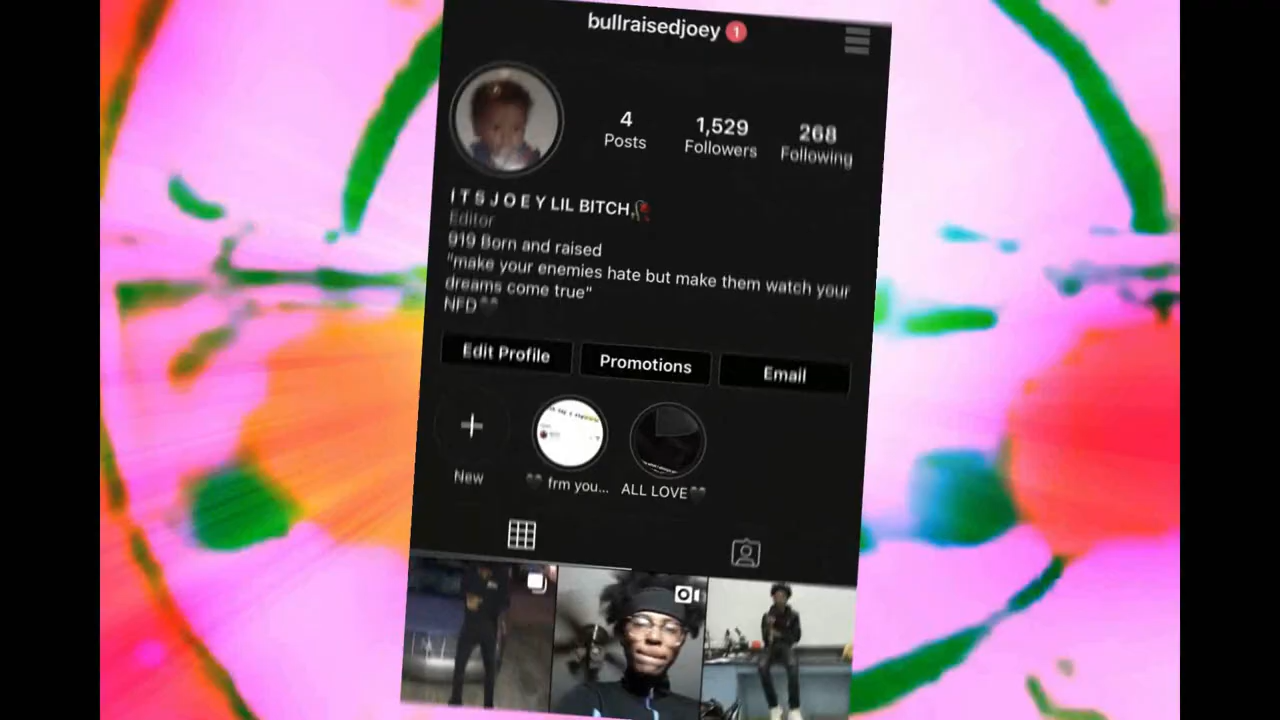 bullraisedjoey 1
4
Posts
1,529
Followers
268
Following
I T S J O E Y LIL BITCH,🥀
Editor
919 Born and raised
"make your enemies hate but make them watch your
dreams come true"
NFD🖤
Edit Profile
Promotions
Email
New
🖤 frm you...
ALL LOVE🖤